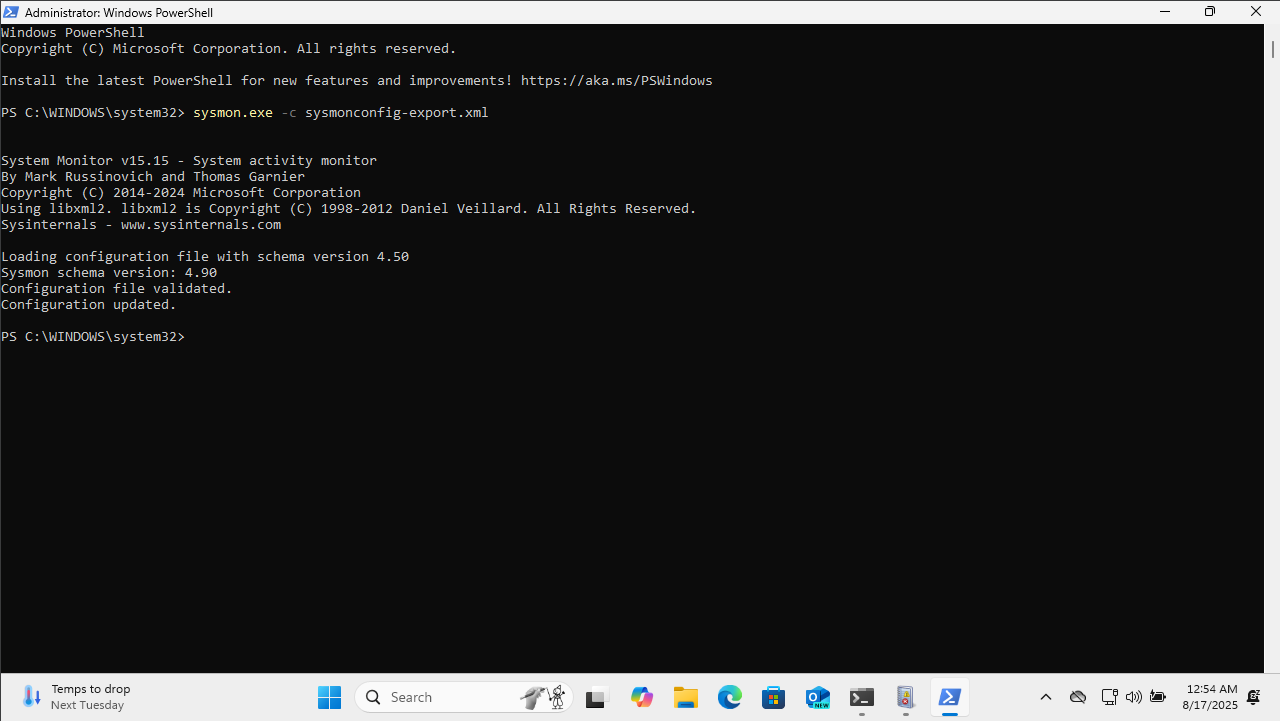 Administrator: Windows PowerShell
Windows PowerShell
Copyright (C) Microsoft Corporation. All rights reserved.
Install the latest PowerShell for new features and improvements! https://aka.ms/PSWindows
PS C:\WINDOWS\system32> sysmon.exe -c sysmonconfig-export.xml
System Monitor v15.15 - System activity monitor
By Mark Russinovich and Thomas Garnier
Copyright (C) 2014-2024 Microsoft Corporation
Using libxml2. libxml2 is Copyright (C) 1998-2012 Daniel Veillard. All Rights Reserved.
Sysinternals - www.sysinternals.com
Loading configuration file with schema version 4.50
Sysmon schema version: 4.90
Configuration file validated.
Configuration updated.
PS C:\WINDOWS\system32>
Temps to drop
Next Tuesday
Search
NEW
12:54 AM
8/17/2025